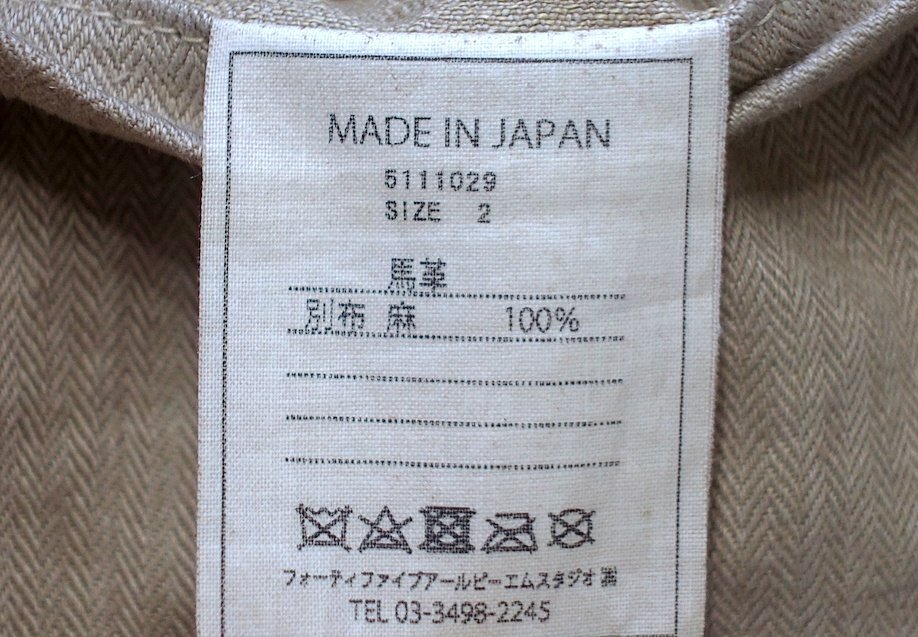 MADE IN JAPAN
5111029
SIZE 2
馬革
別布 麻 100%
フォーティファイブアールピーエムスタジオ㈱
TEL 03-3498-2245